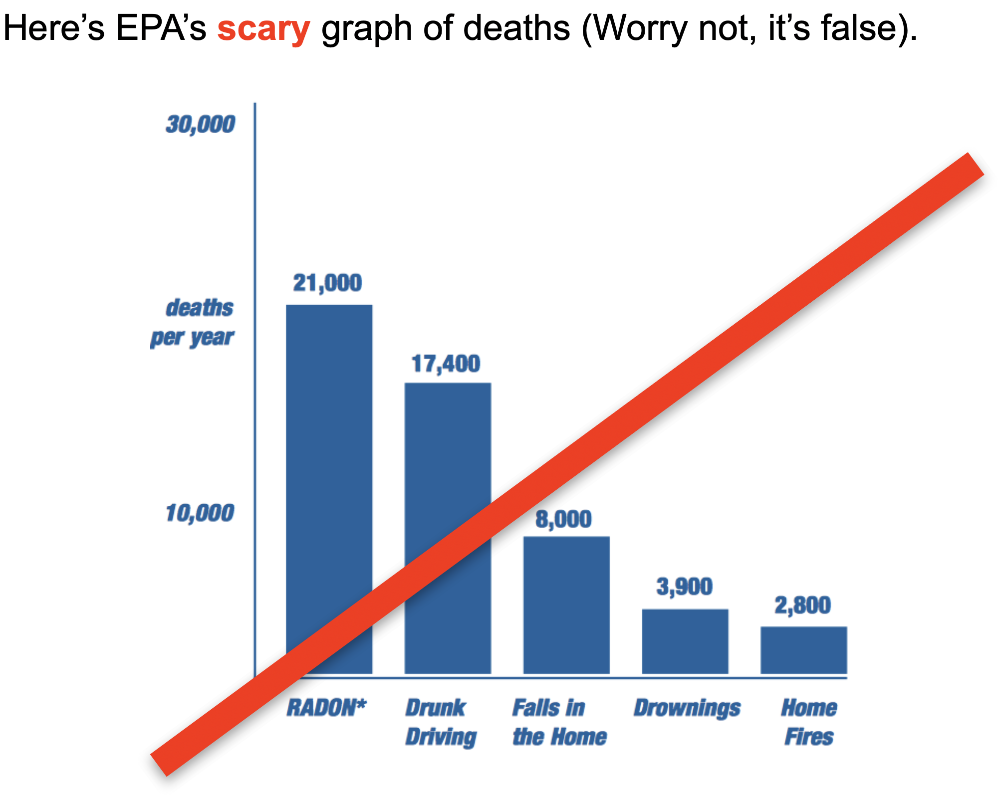 Here’s EPA’s scary graph of deaths (Worry not, it’s false).
30,000
21,000
deaths
per year
17,400
10,000
8,000
3,900
2,800
RADON*
Drunk
Driving
Falls in
the Home
Drownings
Home
Fires